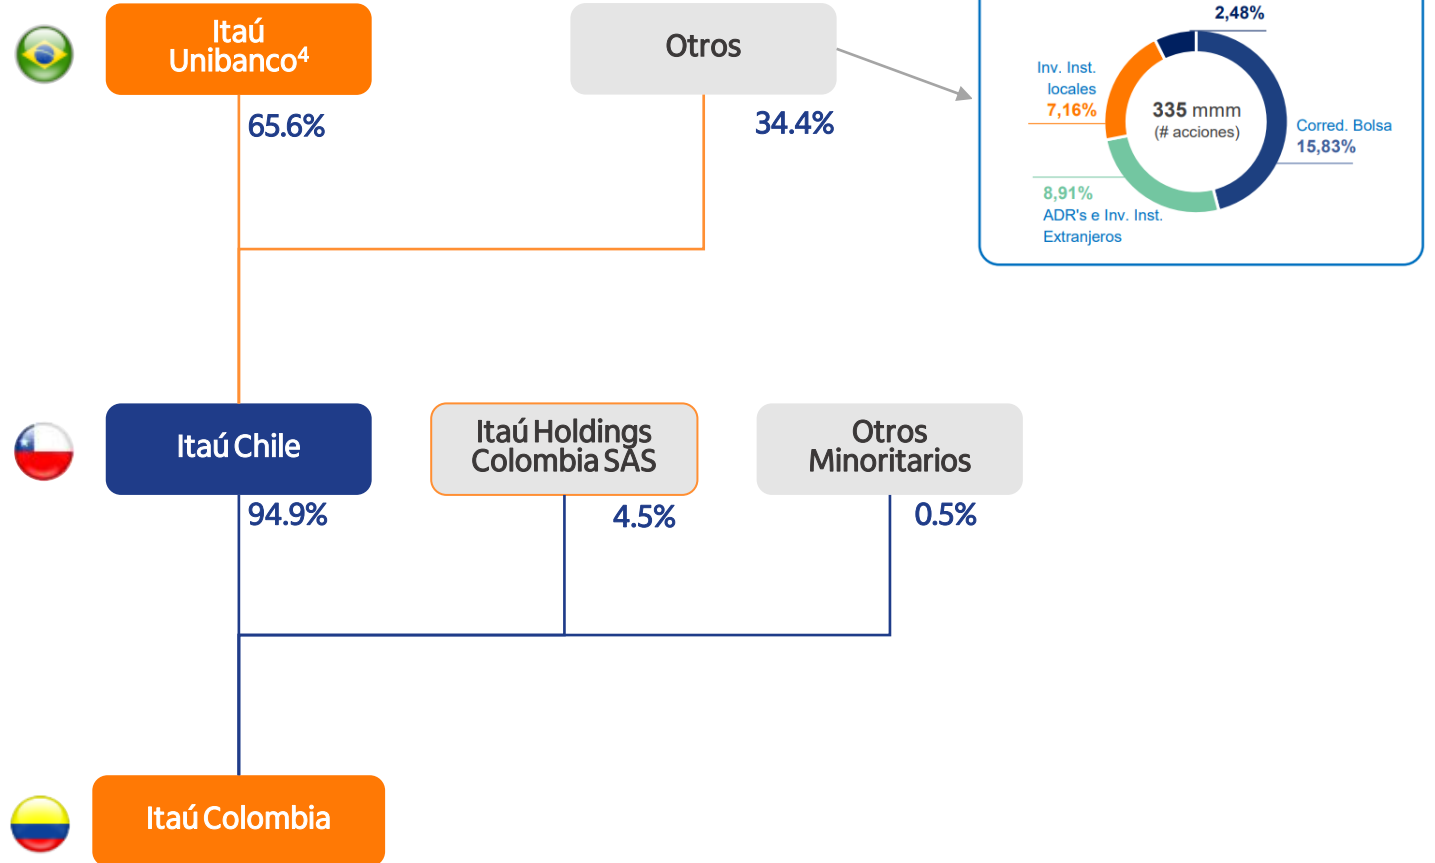 Itaú
Unibanco⁴
65.6%
Otros
34.4%
2,48%
Inv. Inst.
locales
7,16%
335 mmm
(# acciones)
Corred. Bolsa
15,83%
8,91%
ADR's e Inv. Inst.
Extranjeros
Itaú Chile
94.9%
Itaú Holdings
Colombia SAS
4.5%
Otros
Minoritarios
0.5%
Itaú Colombia